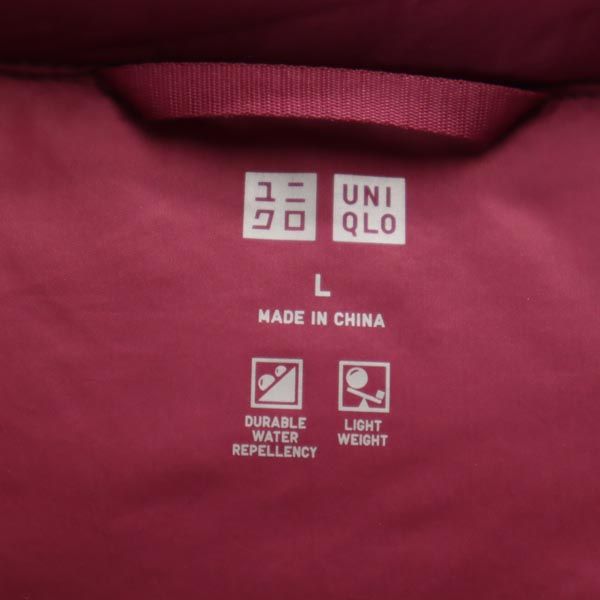 ユニ
クロ
UNI
QLO
L
MADE IN CHINA
DURABLE
WATER
REPELLENCY
LIGHT
WEIGHT